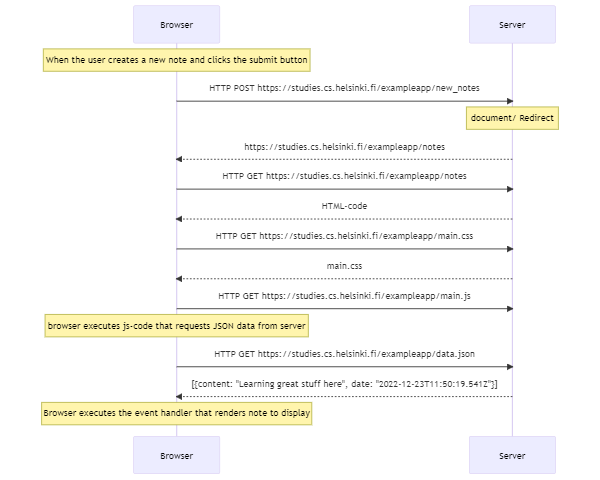 Browser
Server
When the user creates a new note and clicks the submit button
HTTP POST https://studies.cs.helsinki.fi/exampleapp/new_notes
document/ Redirect
https://studies.cs.helsinki.fi/exampleapp/notes
HTTP GET https://studies.cs.helsinki.fi/exampleapp/notes
HTML-code
HTTP GET https://studies.cs.helsinki.fi/exampleapp/main.css
main.css
HTTP GET https://studies.cs.helsinki.fi/exampleapp/main.js
browser executes js-code that requests JSON data from server
HTTP GET https://studies.cs.helsinki.fi/exampleapp/data.json
[{content: "Learning great stuff here", date: "2022-12-23T11:50:19.541Z"}]
Browser executes the event handler that renders note to display
Browser
Server